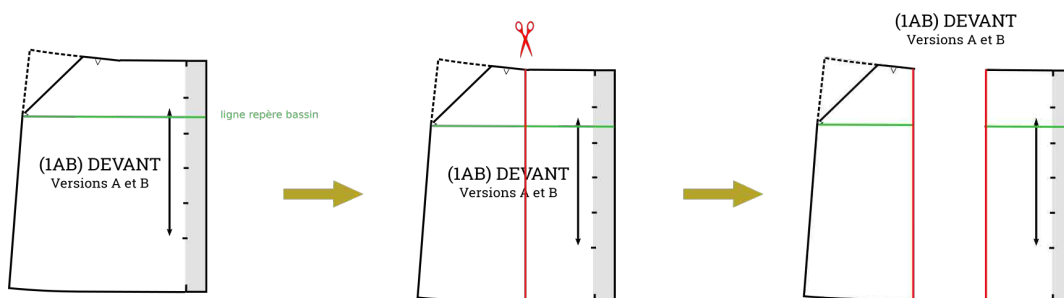 (1AB) DEVANT
Versions A et B
ligne repère bassin
(1AB) DEVANT
Versions A et B
(1AB) DEVANT
Versions A et B